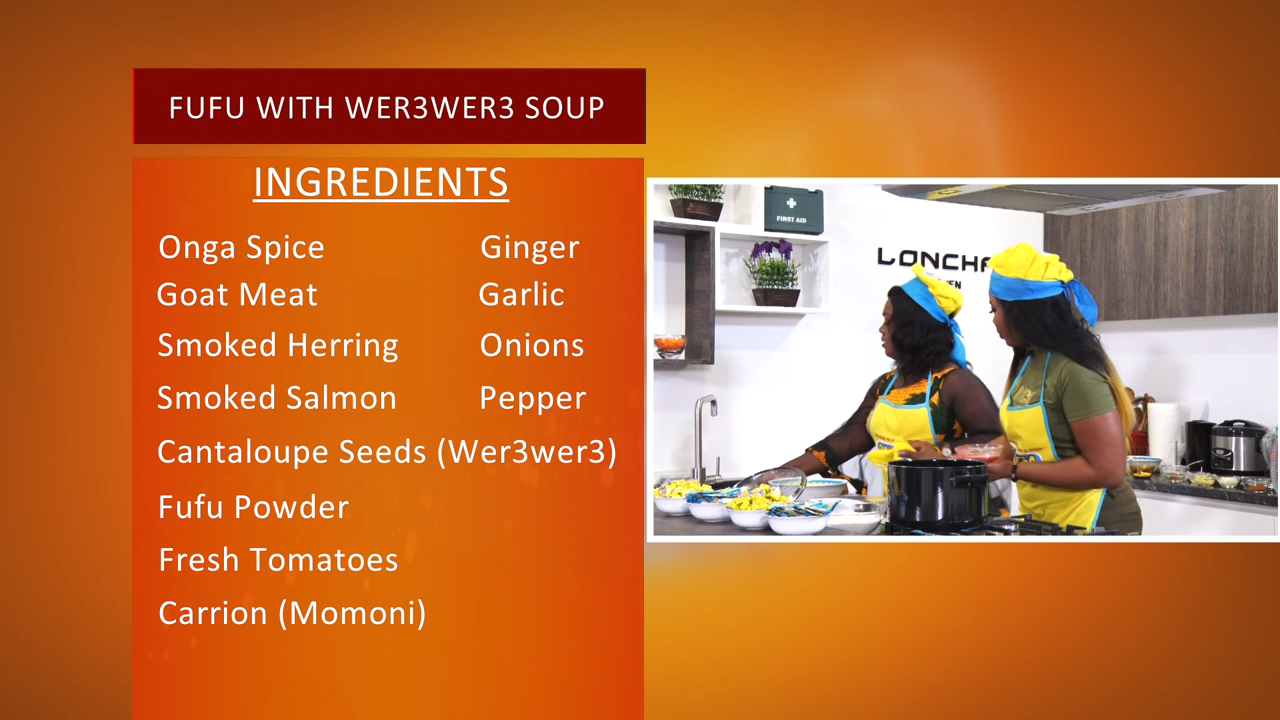 FUFU WITH WER3WER3 SOUP
INGREDIENTS
Onga Spice
Goat Meat
Smoked Herring
Smoked Salmon
Cantaloupe Seeds (Wer3wer3)
Fufu Powder
Fresh Tomatoes
Carrion (Momoni)
Ginger
Garlic
Onions
Pepper
FIRST AID